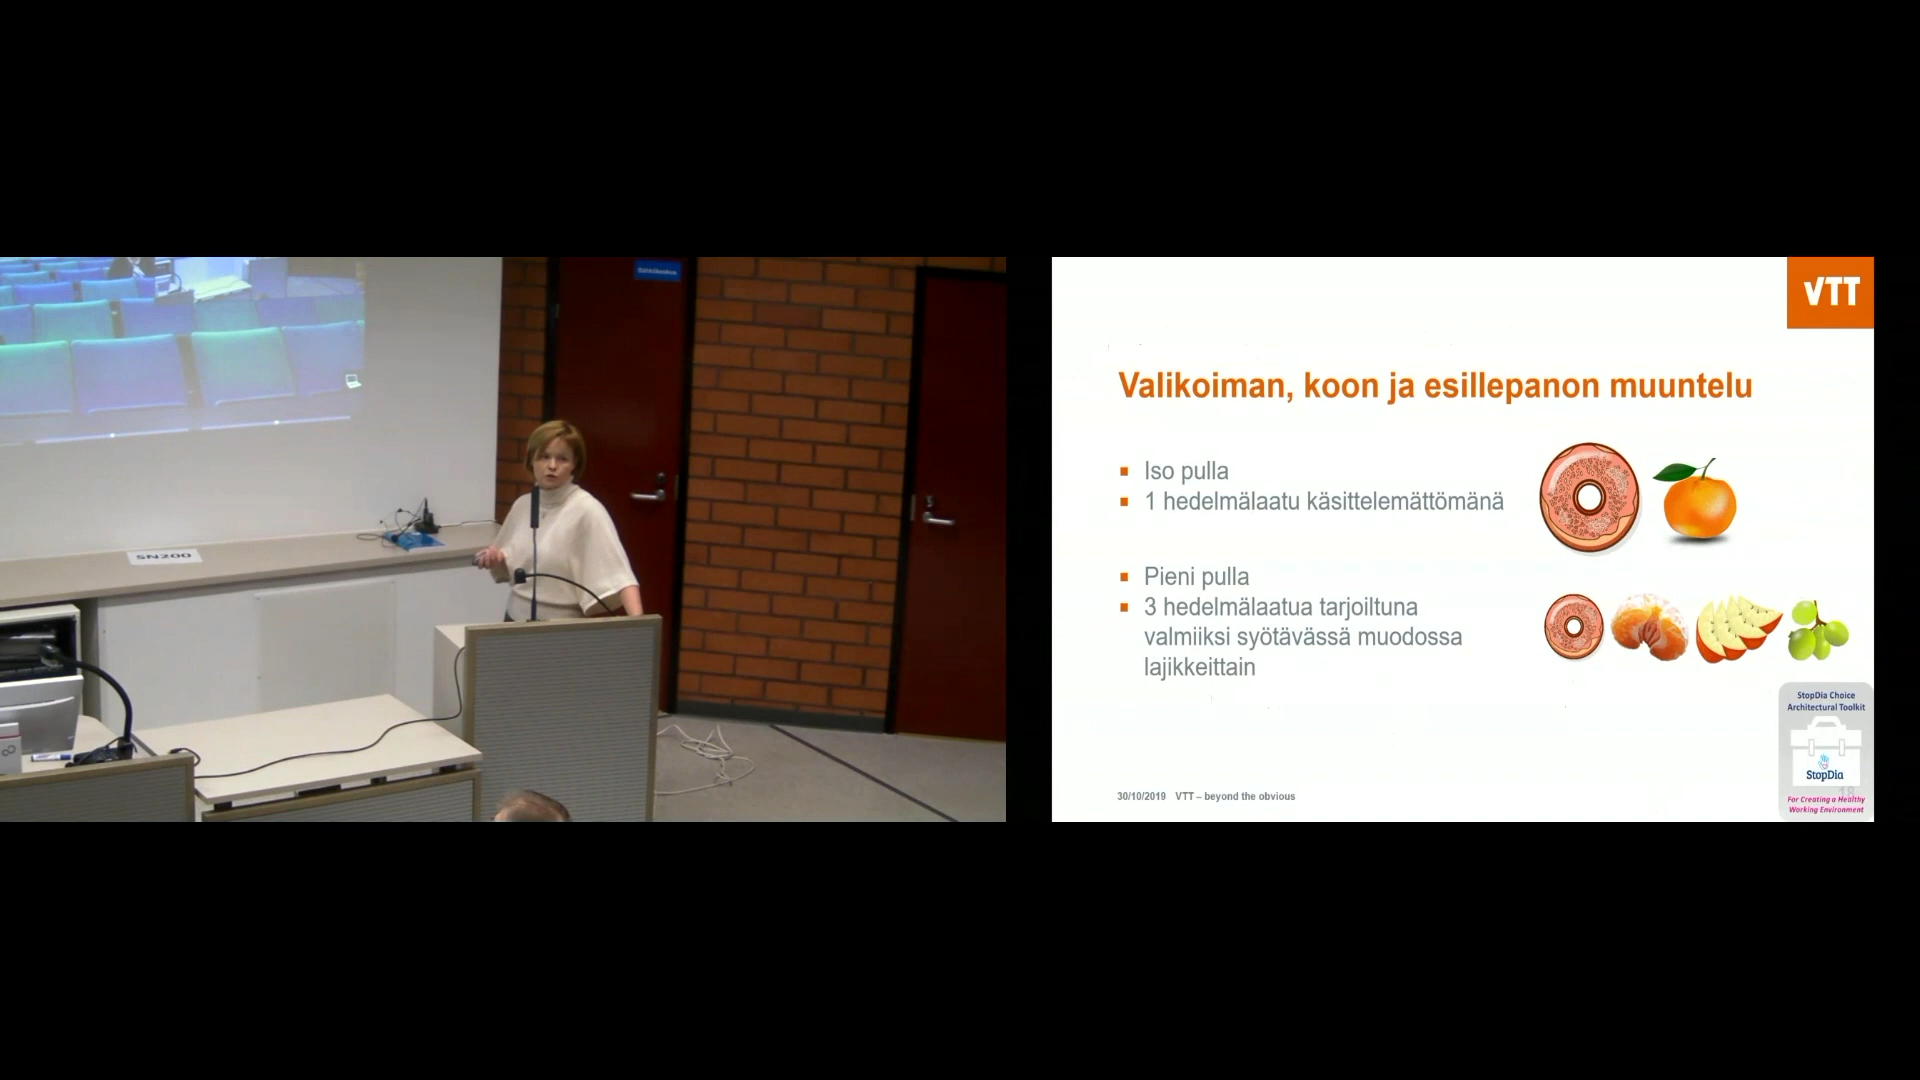 SN200
VTT
Valikoiman, koon ja esillepanon muuntelu
Iso pulla
1 hedelmälaatu käsittelemättömänä
Pieni pulla
3 hedelmälaatua tarjoiltuna
valmiiksi syötävässä muodossa
lajikkeittain
StopDia Choice
Architectural Toolkit
StopDia
For Creating a Healthy
Working Environment
18
30/10/2019 VTT – beyond the obvious